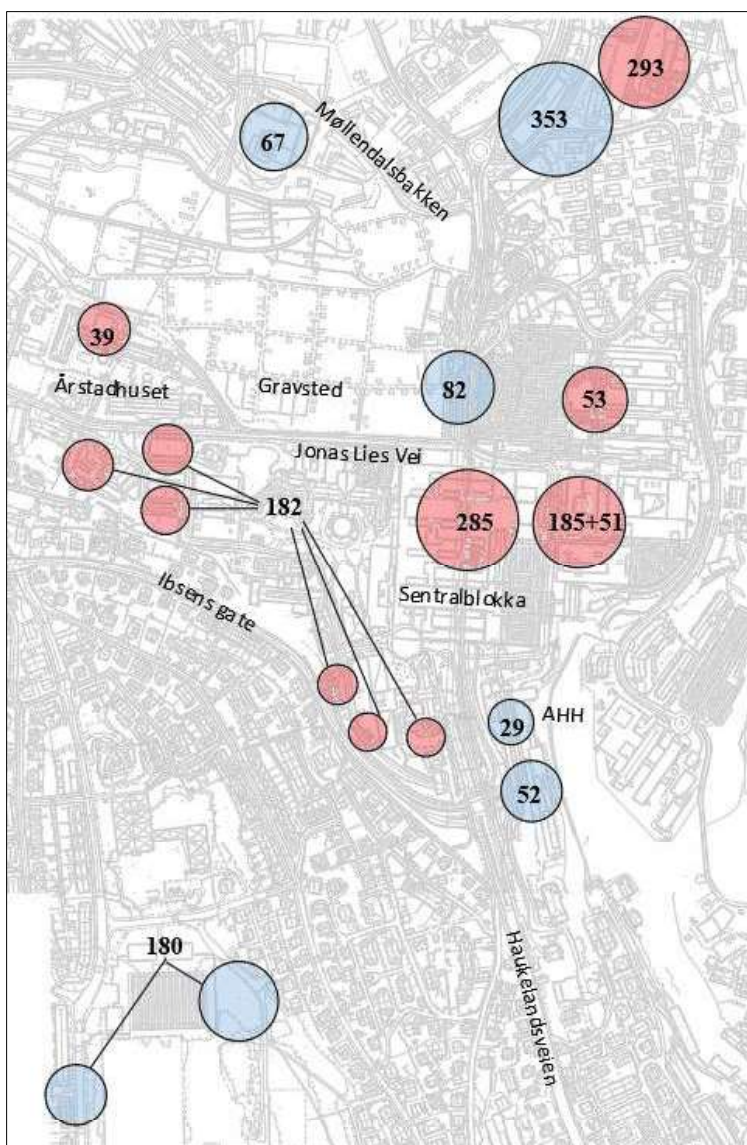 293
353
67
Møllendalsbakken
39
Årstadhuset
Gravsted
82
53
Jonas Lies Vei
182
285
185+51
Ibsens gate
Sentralblokka
29
AHH
52
180
Haukelandsveien